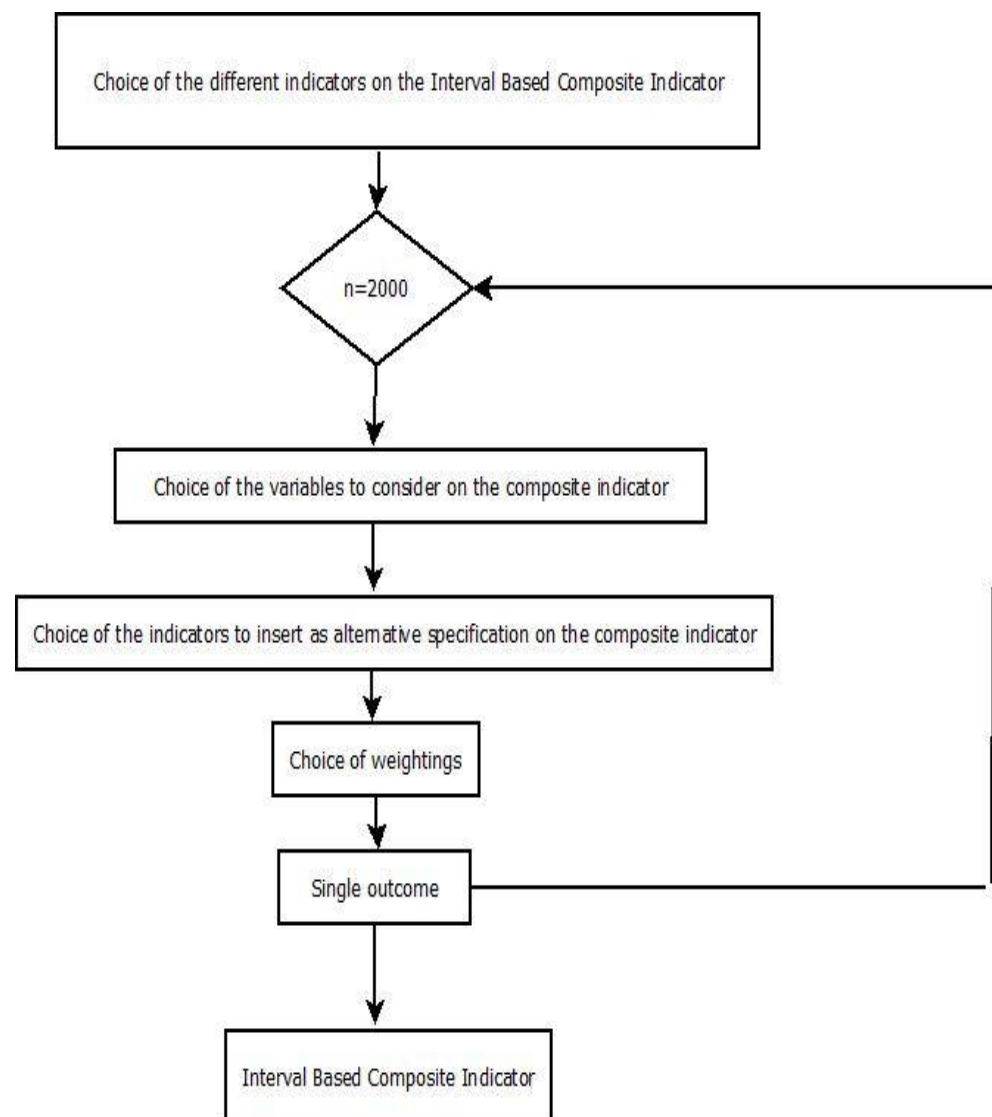 Choice of the different indicators on the Interval Based Composite Indicator
n=2000
Choice of the variables to consider on the composite indicator
Choice of the indicators to insert as alternative specification on the composite indicator
Choice of weightings
Single outcome
Interval Based Composite Indicator